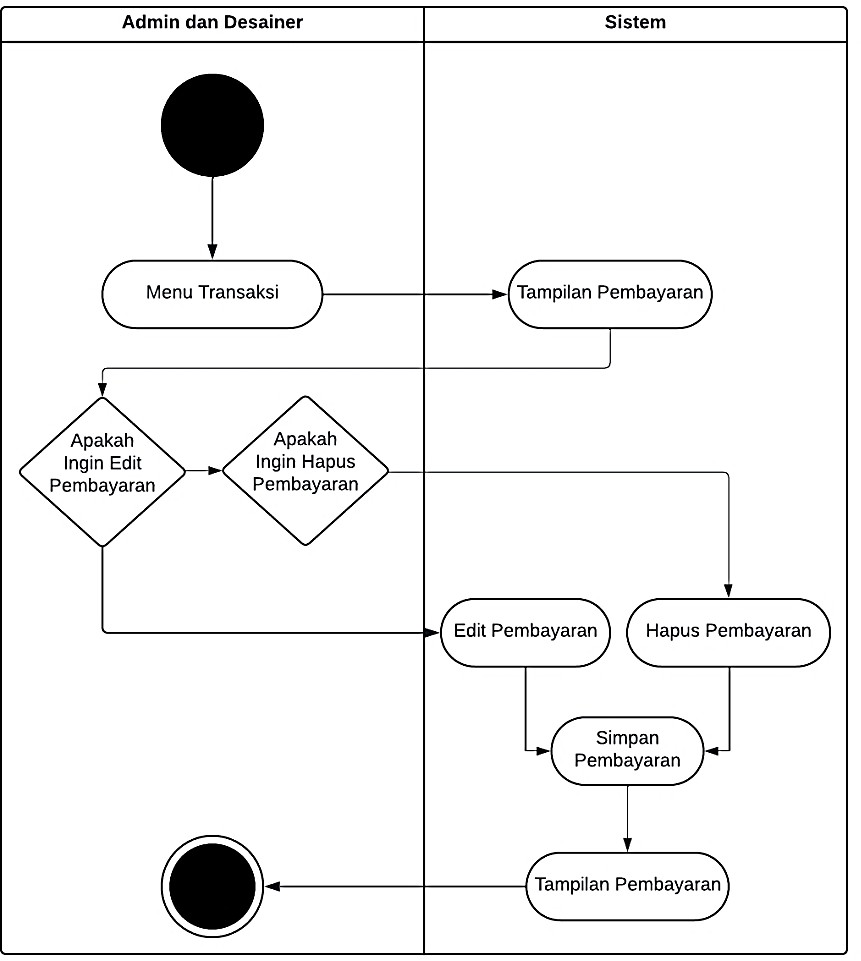 Admin dan Desainer
Sistem
Menu Transaksi
Tampilan Pembayaran
Apakah
Ingin Edit
Pembayaran
Apakah
Ingin Hapus
Pembayaran
Edit Pembayaran
Hapus Pembayaran
Simpan
Pembayaran
Tampilan Pembayaran